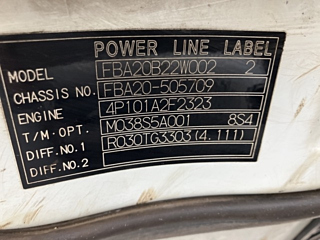 POWER LINE LABEL
MODEL FBA20B22W002 2
CHASSIS NO. FBA20-505709
ENGINE 4P101A2F2323
T/M·OPT. M038S5A001 8S4
DIFF.NO.1 R030TG3303(4.111)
DIFF.NO.2